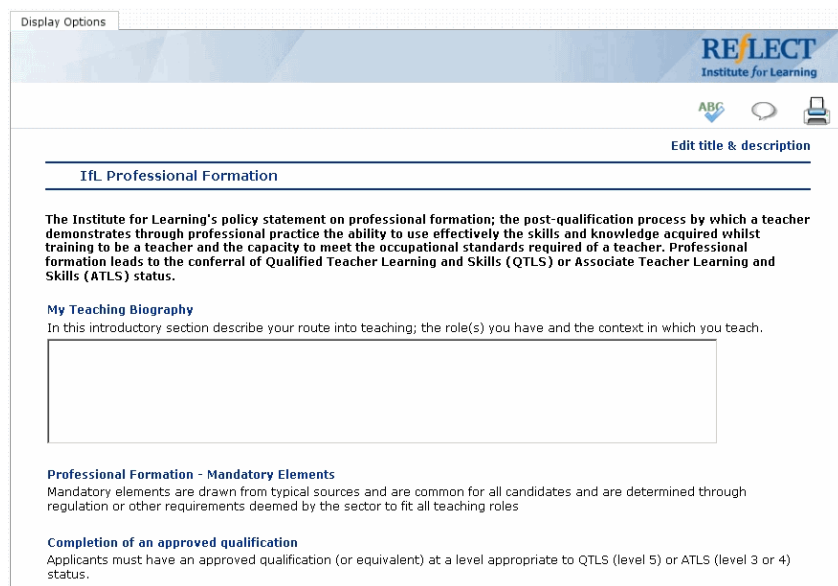 Display Options
REfLECT
Institute for Learning
ABC
Edit title & description
IfL Professional Formation
The Institute for Learning's policy statement on professional formation; the post-qualification process by which a teacher
demonstrates through professional practice the ability to use effectively the skills and knowledge acquired whilst
training to be a teacher and the capacity to meet the occupational standards required of a teacher. Professional
formation leads to the conferral of Qualified Teacher Learning and Skills (QTLS) or Associate Teacher Learning and
Skills (ATLS) status.
My Teaching Biography
In this introductory section describe your route into teaching; the role(s) you have and the context in which you teach.
Professional Formation - Mandatory Elements
Mandatory elements are drawn from typical sources and are common for all candidates and are determined through
regulation or other requirements deemed by the sector to fit all teaching roles
Completion of an approved qualification
Applicants must have an approved qualification (or equivalent) at a level appropriate to QTLS (level 5) or ATLS (level 3 or 4)
status.